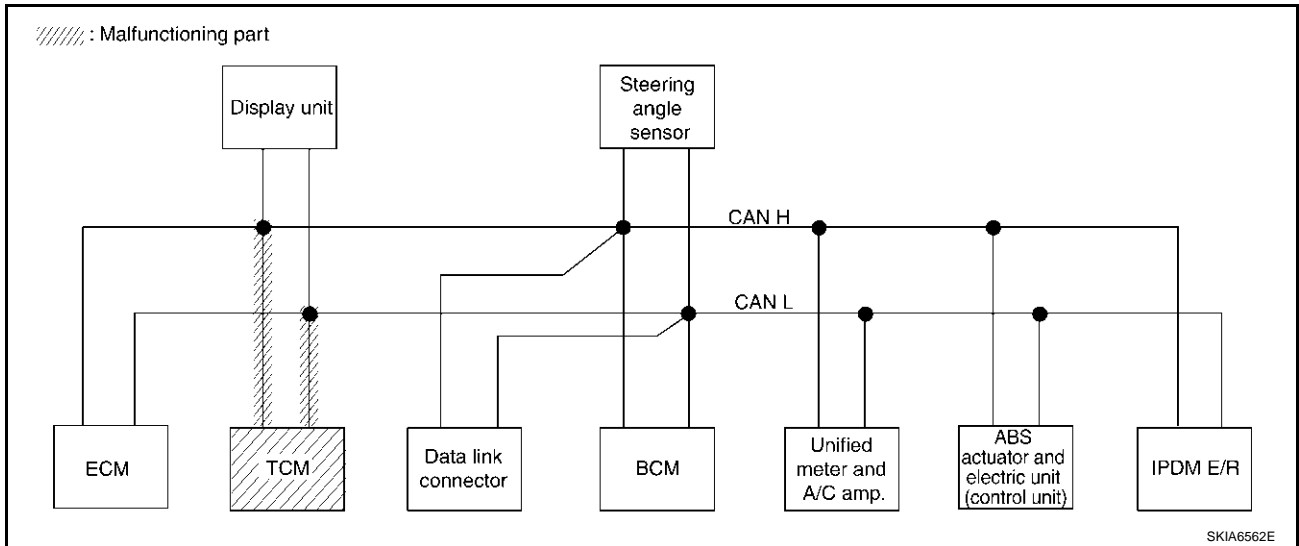 : Malfunctioning part
Display unit
Steering
angle
sensor
CAN H
CAN L
ECM
TCM
Data link
connector
BCM
Unified
meter and
A/C amp.
ABS
actuator and
electric unit
(control unit)
IPDM E/R
SKIA6562E